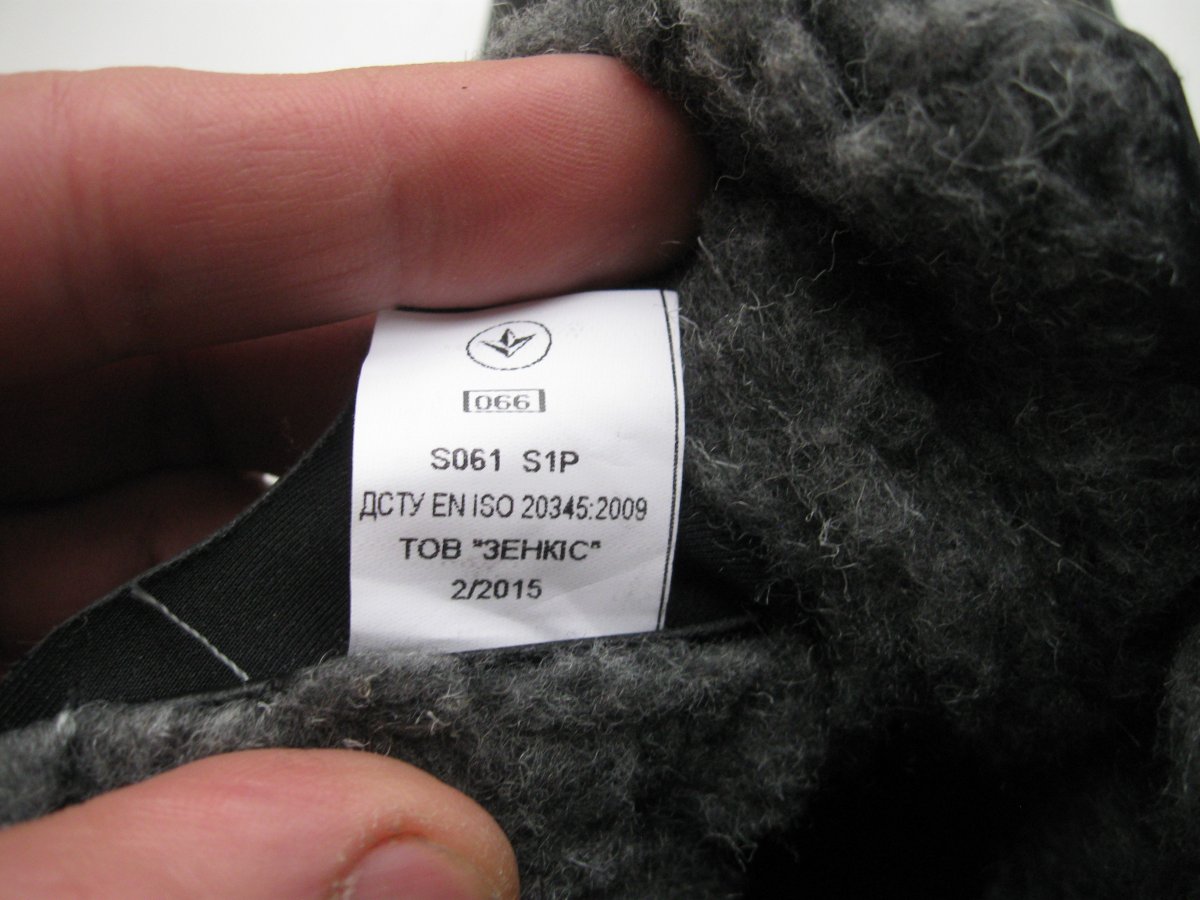 066
S061 S1P
ДСТУ EN ISO 20345:2009
ТОВ "ЗЕНКІС"
2/2015